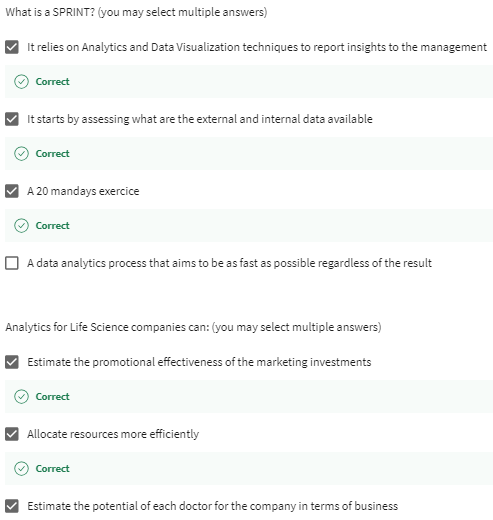 What is a SPRINT? (you may select multiple answers)
It relies on Analytics and Data Visualization techniques to report insights to the management
Correct
It starts by assessing what are the external and internal data available
Correct
A 20 mandays exercice
Correct
A data analytics process that aims to be as fast as possible regardless of the result
Analytics for Life Science companies can: (you may select multiple answers)
Estimate the promotional effectiveness of the marketing investments
Correct
Allocate resources more efficiently
Correct
Estimate the potential of each doctor for the company in terms of business